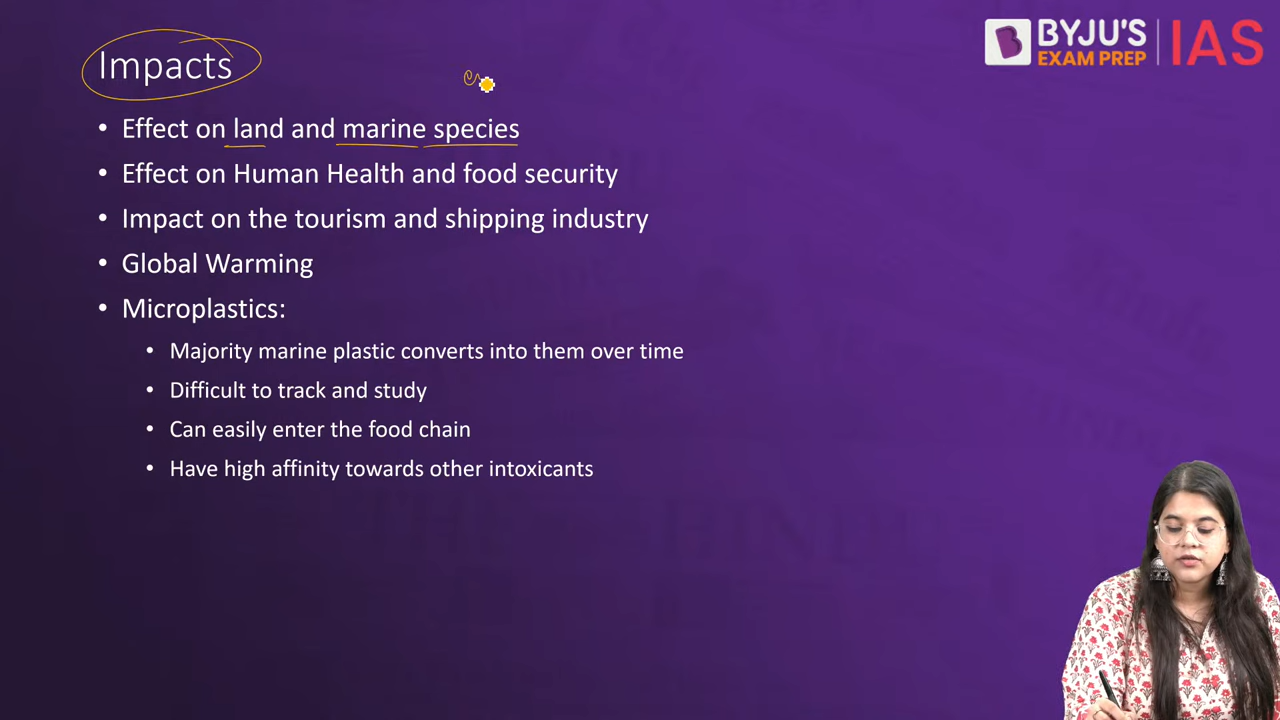 BYJU'S
EXAM PREP
IAS
Impacts
• Effect on land and marine species
• Effect on Human Health and food security
• Impact on the tourism and shipping industry
• Global Warming
• Microplastics:
• Majority marine plastic converts into them over time
• Difficult to track and study
• Can easily enter the food chain
• Have high affinity towards other intoxicants